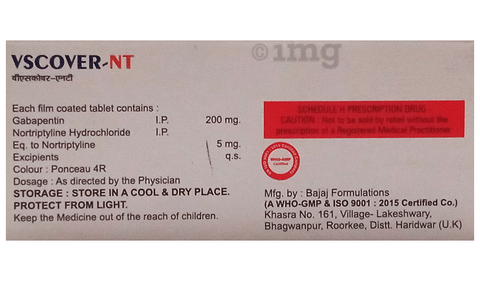 1mg
VSCOVER-NT
वीएसकोवर-एनटी
Each film coated tablet contains :
Gabapentin I.P. 200 mg.
Nortriptyline Hydrochloride I.P.
Eq. to Nortriptyline 5 mg.
Excipients q.s.
Colour : Ponceau 4R
Dosage : As directed by the Physician
STORAGE : STORE IN A COOL & DRY PLACE.
PROTECT FROM LIGHT.
Keep the Medicine out of the reach of children.
SCHEDULE H PRESCRIPTION DRUG
CAUTION : Not to be sold by retail without the
prescription of a Registered Medical Practitioner
WHO-GMP
Certified
Mfg. by : Bajaj Formulations
(A WHO-GMP & ISO 9001 : 2015 Certified Co.)
Khasra No. 161, Village- Lakeshwary,
Bhagwanpur, Roorkee, Distt. Haridwar (U.K)